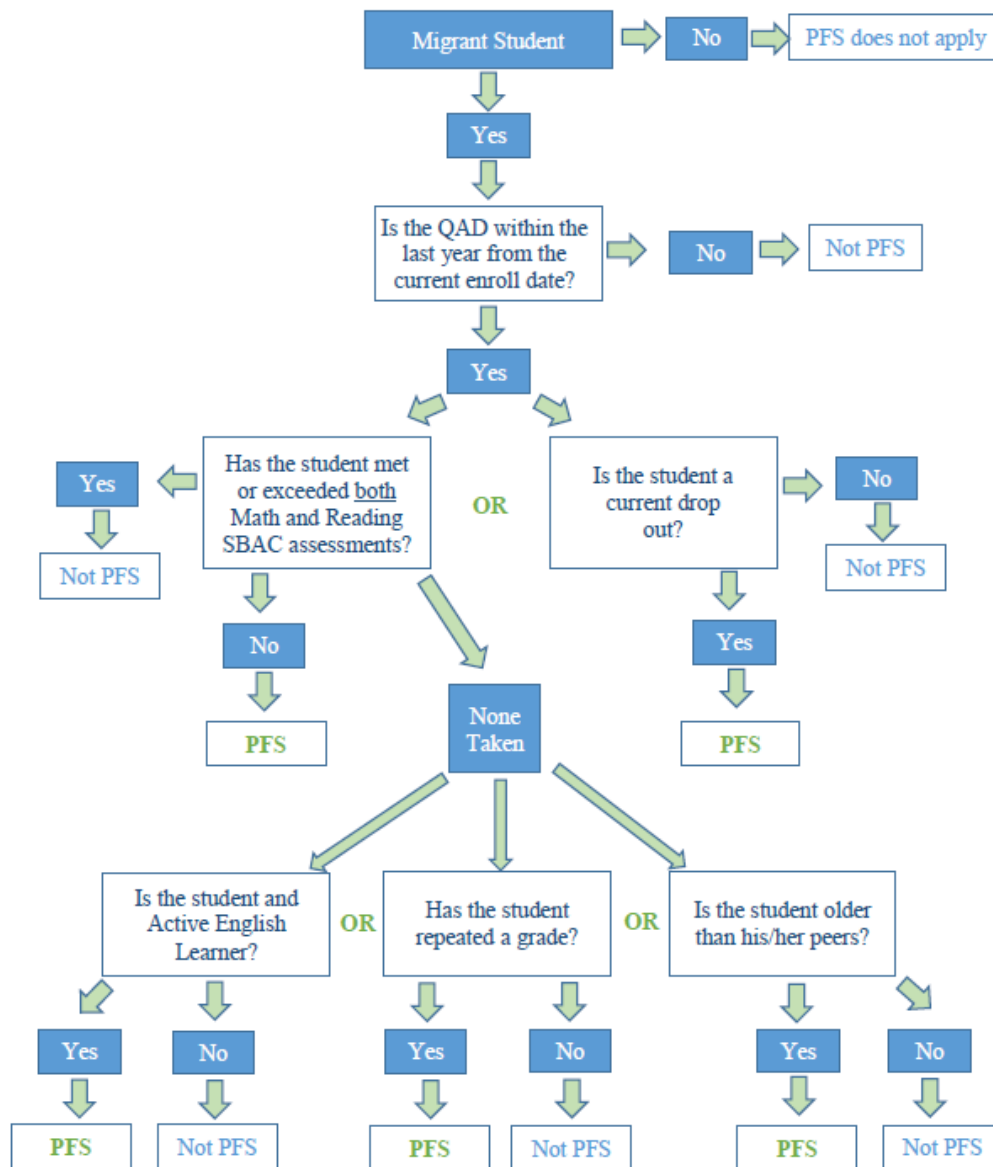 Migrant Student
No
PFS does not apply
Yes
Is the QAD within the
last year from the
current enroll date?
No
Not PFS
Yes
Has the student met
or exceeded both
Math and Reading
SBAC assessments?
OR
Is the student a
current drop
out?
Yes
Not PFS
No
Not PFS
No
PFS
None
Taken
Yes
PFS
Is the student and
Active English
Learner?
OR
Has the student
repeated a grade?
OR
Is the student older
than his/her peers?
Yes
No
Yes
No
Yes
No
PFS
Not PFS
PFS
Not PFS
PFS
Not PFS